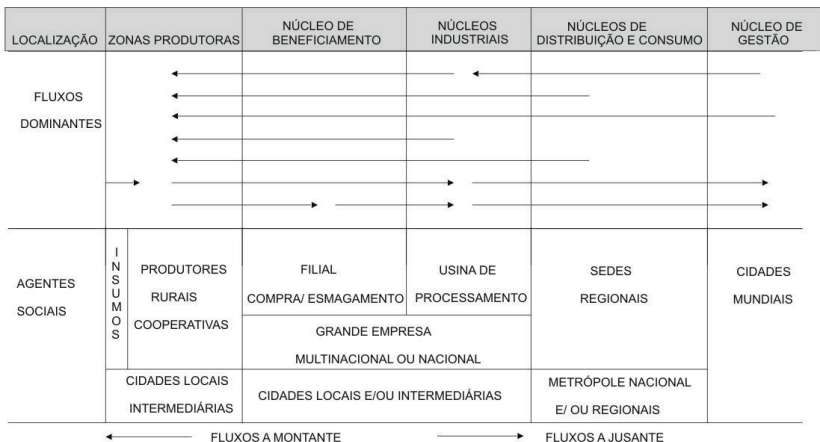 LOCALIZAÇÃO
ZONAS PRODUTORAS
NÚCLEO DE
BENEFICIAMENTO
NÚCLEOS
INDUSTRIAIS
NÚCLEOS DE
DISTRIBUIÇÃO E CONSUMO
NÚCLEO DE
GESTÃO
FLUXOS
DOMINANTES
AGENTES
SOCIAIS
INSUMOS
PRODUTORES
RURAIS
COOPERATIVAS
FILIAL
COMPRA/ ESMAGAMENTO
USINA DE
PROCESSAMENTO
GRANDE EMPRESA
MULTINACIONAL OU NACIONAL
SEDES
REGIONAIS
CIDADES
MUNDIAIS
CIDADES LOCAIS
INTERMEDIÁRIAS
CIDADES LOCAIS E/OU INTERMEDIÁRIAS
METRÓPOLE NACIONAL
E/ OU REGIONAIS
FLUXOS A MONTANTE
FLUXOS A JUSANTE